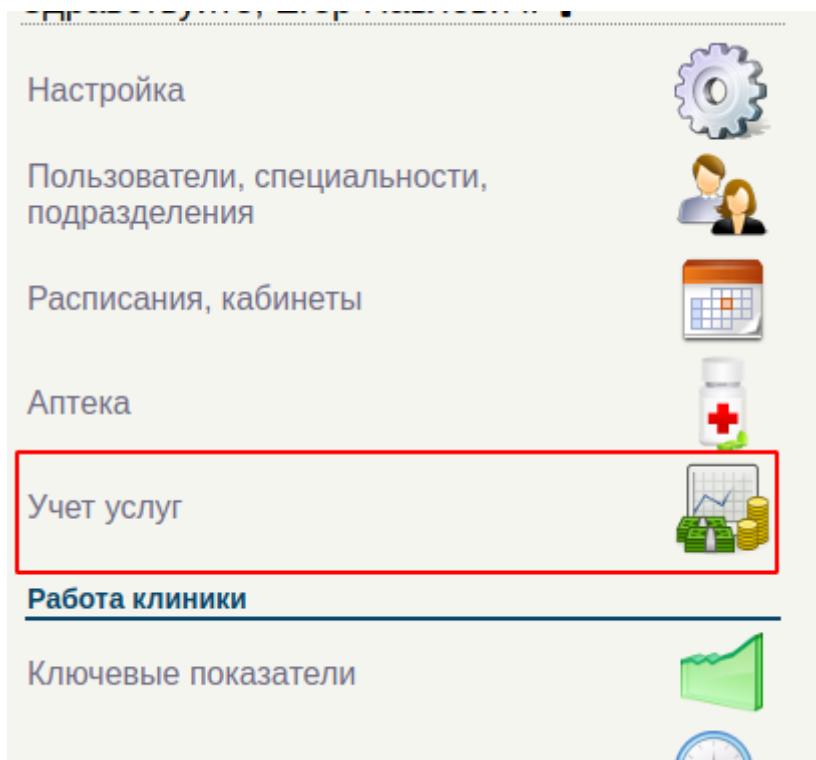 Настройка
Пользователи, специальности,
подразделения
Расписания, кабинеты
Аптека
Учет услуг
Работа клиники
Ключевые показатели